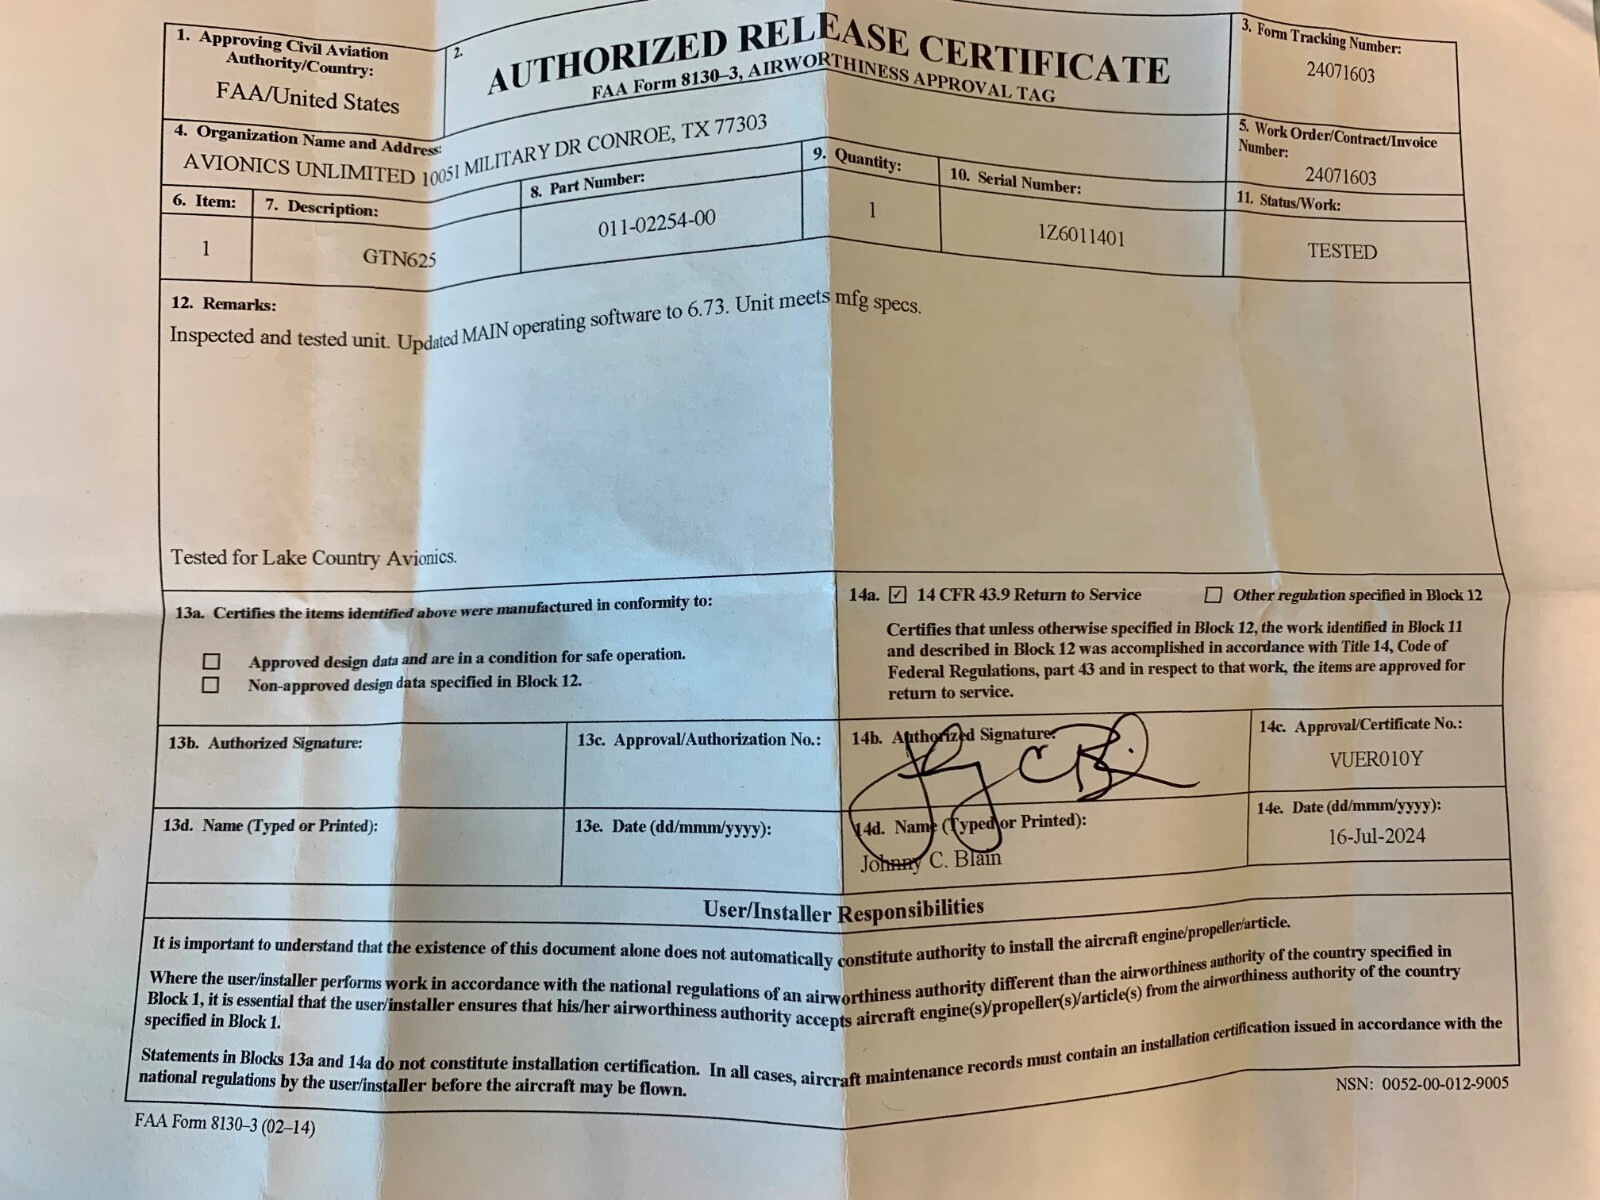 1. Approving Civil Aviation
Authority/Country:
FAA/United States
2.
AUTHORIZED RELEASE CERTIFICATE
FAA Form 8130–3, AIRWORTHINESS APPROVAL TAG
3. Form Tracking Number:
24071603
4. Organization Name and Address:
AVIONICS UNLIMITED 10051 MILITARY DR CONROE, TX 77303
5. Work Order/Contract/Invoice
Number:
24071603
6. Item:
1
7. Description:
GTN625
8. Part Number:
011-02254-00
9. Quantity:
1
10. Serial Number:
1Z6011401
11. Status/Work:
TESTED
12. Remarks:
Inspected and tested unit. Updated MAIN operating software to 6.73. Unit meets mfg specs.
Tested for Lake Country Avionics.
13a. Certifies the items identified above were manufactured in conformity to:
Approved design data and are in a condition for safe operation.
Non-approved design data specified in Block 12.
14a. 14 CFR 43.9 Return to Service Other regulation specified in Block 12
Certifies that unless otherwise specified in Block 12, the work identified in Block 11
and described in Block 12 was accomplished in accordance with Title 14, Code of
Federal Regulations, part 43 and in respect to that work, the items are approved for
return to service.
13b. Authorized Signature:
13c. Approval/Authorization No.:
14b. Authorized Signature:
14c. Approval/Certificate No.:
VUER010Y
13d. Name (Typed or Printed):
13e. Date (dd/mmm/yyyy):
14d. Name (Typed or Printed):
Johnny C. Blain
14e. Date (dd/mmm/yyyy):
16-Jul-2024
User/Installer Responsibilities
It is important to understand that the existence of this document alone does not automatically constitute authority to install the aircraft engine/propeller/article.
Where the user/installer performs work in accordance with the national regulations of an airworthiness authority different than the airworthiness authority of the country specified in
Block 1, it is essential that the user/installer ensures that his/her airworthiness authority accepts aircraft engine(s)/propeller(s)/article(s) from the airworthiness authority of the country
specified in Block 1.
Statements in Blocks 13a and 14a do not constitute installation certification. In all cases, aircraft maintenance records must contain an installation certification issued in accordance with the
national regulations by the user/installer before the aircraft may be flown.
FAA Form 8130–3 (02–14)
NSN: 0052-00-012-9005